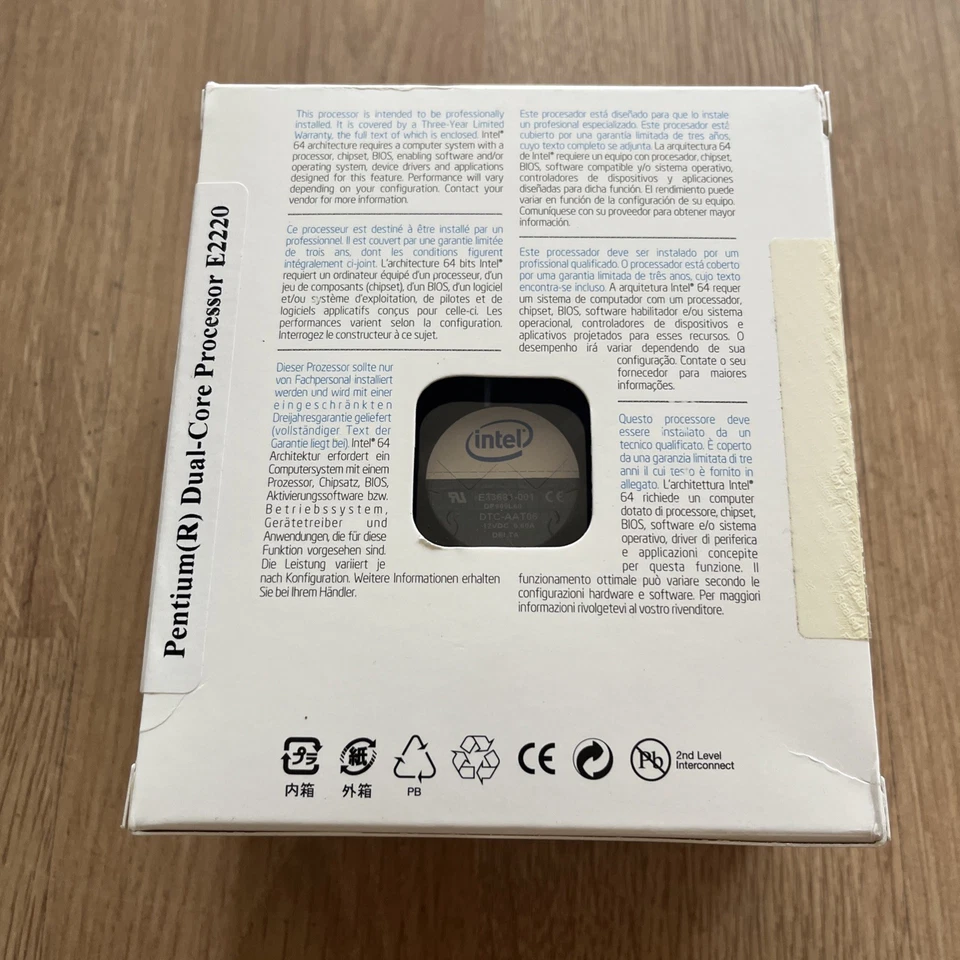 Pentium(R) Dual-Core Processor E2220
This processor is intended to be professionally
installed. It is covered by a Three-Year Limited
Warranty, the full text of which is enclosed. Intel®
64 architecture requires a computer system with a
processor, chipset, BIOS, enabling software and/or
operating system, device drivers and applications
designed for this feature. Performance will vary
depending on your configuration. Contact your
vendor for more information.
Ce processeur est destiné à être installé par un
professionnel. Il est couvert par une garantie limitée
de trois ans, dont les conditions figurent
intégralement ci-joint. L'architecture 64 bits Intel®
requiert un ordinateur équipé d'un processeur, d'un
jeu de composants (chipset), d'un BIOS, d'un logiciel
et/ou système d'exploitation, de pilotes et de
logiciels applicatifs conçus pour celle-ci. Les
performances varient selon la configuration.
Interrogez le constructeur à ce sujet.
Dieser Prozessor sollte nur
von Fachpersonal installiert
werden und wird mit einer
eingeschränkten
Dreijahresgarantie geliefert
(vollständiger Text der
Garantie liegt bei). Intel® 64
Architektur erfordert ein
Computersystem mit einem
Prozessor, Chipsatz, BIOS,
Aktivierungssoftware bzw.
Betriebssystem,
Gerätetreiber und
Anwendungen, die für diese
Funktion vorgesehen sind.
Die Leistung variiert je
nach Konfiguration. Weitere Informationen erhalten
Sie bei Ihrem Händler.
Este procesador está diseñado para que lo instale
un profesional especializado. Este procesador está
cubierto por una garantía limitada de tres años,
cuyo texto completo se adjunta. La arquitectura 64
de Intel® requiere un equipo con procesador, chipset,
BIOS, software compatible y/o sistema operativo,
controladores de dispositivos y aplicaciones
diseñadas para dicha función. El rendimiento puede
variar en función de la configuración de su equipo.
Comuníquese con su proveedor para obtener mayor
información.
Este processador deve ser instalado por um
profissional qualificado. O processador está coberto
por uma garantia limitada de três anos, cujo texto
encontra-se incluso. A arquitetura Intel® 64 requer
um sistema de computador com um processador,
chipset, BIOS, software habilitador e/ou sistema
operacional, controladores de dispositivos e
aplicativos projetados para esses recursos. O
desempenho irá variar dependendo de sua
configuração. Contate o seu
fornecedor para maiores
informações.
Questo processore deve
essere installato da un
tecnico qualificato. È coperto
da una garanzia limitata di tre
anni il cui testo è fornito in
allegato. L'architettura Intel®
64 richiede un computer
dotato di processore, chipset,
BIOS, software e/o sistema
operativo, driver di periferica
e applicazioni concepite
per questa funzione. Il
funzionamento ottimale può variare secondo le
configurazioni hardware e software. Per maggiori
informazioni rivolgetevi al vostro rivenditore.
intel
CE
DTC-AAT
DELTA
プラ 紙 CE Pb 2nd Level
Interconnect
内箱 外箱 PB